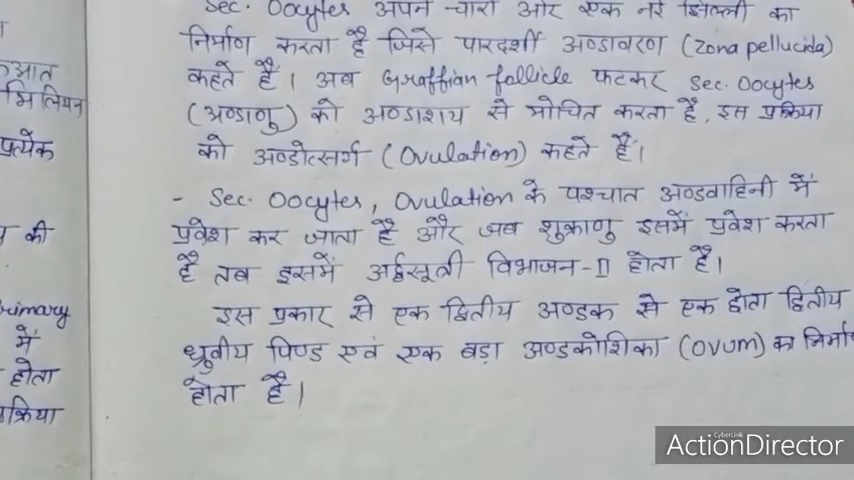 Sec. Oocytes अपने चारों ओर एक नई झिल्ली का
निर्माण करता है जिसे पारदर्शी अण्डावरण (Zona pellucida)
कहते हैं। अब Graffian follicle फटकर Sec. Oocytes
(अण्डाणु) को अण्डाशय से मोचित करता है, इस प्रक्रिया
को अण्डोत्सर्ग (Ovulation) कहते हैं।
- Sec. Oocytes, Ovulation के पश्चात अण्डवाहिनी में
प्रवेश कर जाता है और जब शुक्राणु इसमें प्रवेश करता
है तब इसमें अर्द्धसूत्री विभाजन-II होता है।
इस प्रकार से एक द्वितीय अण्डक से एक छोटा द्वितीय
ध्रुवीय पिण्ड एवं एक बड़ा अण्डकोशिका (OVUM) का निर्माण
होता है।
मिलियन
प्रत्येक
की
में
होता
CyberLink
ActionDirector